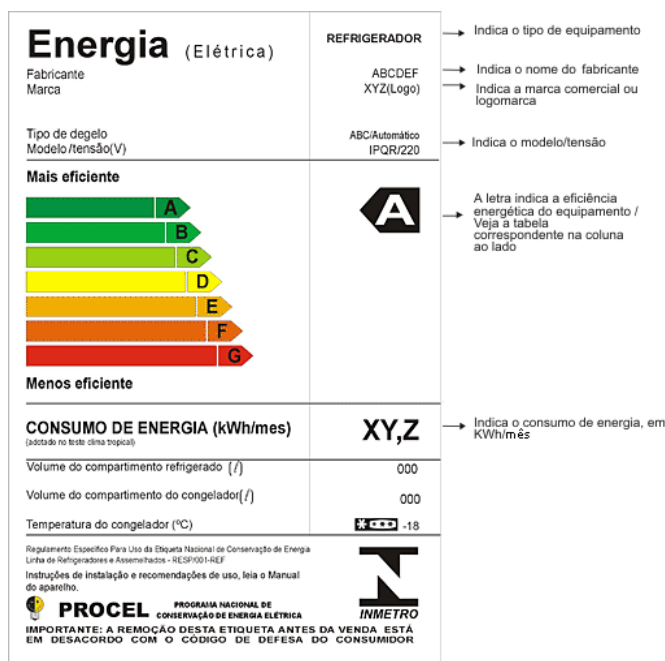 Energia (Elétrica)
REFRIGERADOR
Indica o tipo de equipamento
Fabricante
ABCDEF
Indica o nome do fabricante
Marca
XYZ(Logo)
Indica a marca comercial ou
logomarca
Tipo de degelo
ABC/Automático
Modelo/tensão(V)
IPQR/220
Indica o modelo/tensão
Mais eficiente
A
B
C
D
E
F
G
Menos eficiente
A
A letra indica a eficiência
energética do equipamento /
Veja a tabela
correspondente na coluna
ao lado
CONSUMO DE ENERGIA (kWh/mes)
(adotado no teste clima tropical)
XY,Z
Indica o consumo de energia, em
KWh/mês
Volume do compartimento refrigerado (l)
000
Volume do compartimento do congelador(l)
000
Temperatura do congelador (ºC)
-18
Regulamento Específico Para Uso da Etiqueta Nacional de Conservação de Energia
Linha de Refrigeradores e Assemelhados - RESP/001-REF
Instruções de instalação e recomendações de uso, leia o Manual
do aparelho.
PROCEL
PROGRAMA NACIONAL DE
CONSERVAÇÃO DE ENERGIA ELÉTRICA
INMETRO
IMPORTANTE: A REMOÇÃO DESTA ETIQUETA ANTES DA VENDA ESTÁ
EM DESACORDO COM O CÓDIGO DE DEFESA DO CONSUMIDOR